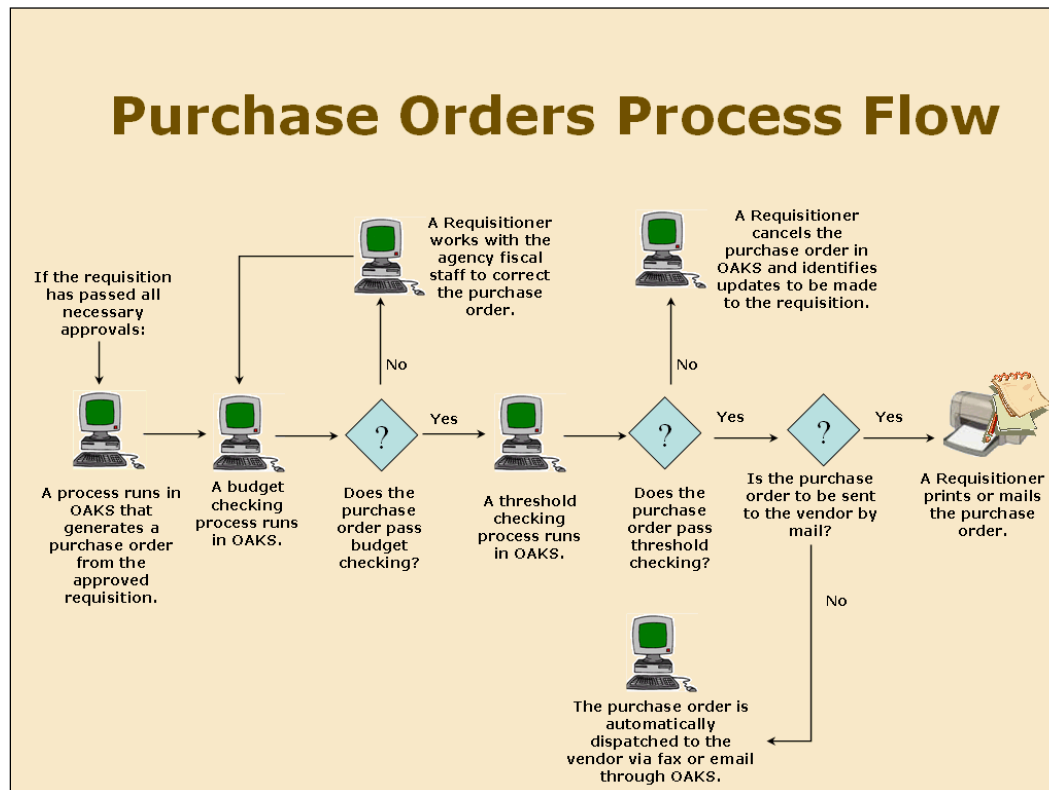 Purchase Orders Process Flow
If the requisition
has passed all
necessary
approvals:
A process runs in
OAKS that
generates a
purchase order
from the
approved
requisition.
A budget
checking
process runs
in OAKS.
A Requisitioner
works with the
agency fiscal
staff to correct
the purchase
order.
No
?
Yes
Does the
purchase
order pass
budget
checking?
A threshold
checking
process runs
in OAKS.
A Requisitioner
cancels the
purchase order in
OAKS and identifies
updates to be made
to the requisition.
No
?
Yes
Does the
purchase
order pass
threshold
checking?
?
Yes
Is the purchase
order to be sent
to the vendor by
mail?
No
A Requisitioner
prints or mails
the purchase
order.
The purchase order is
automatically
dispatched to the
vendor via fax or email
through OAKS.